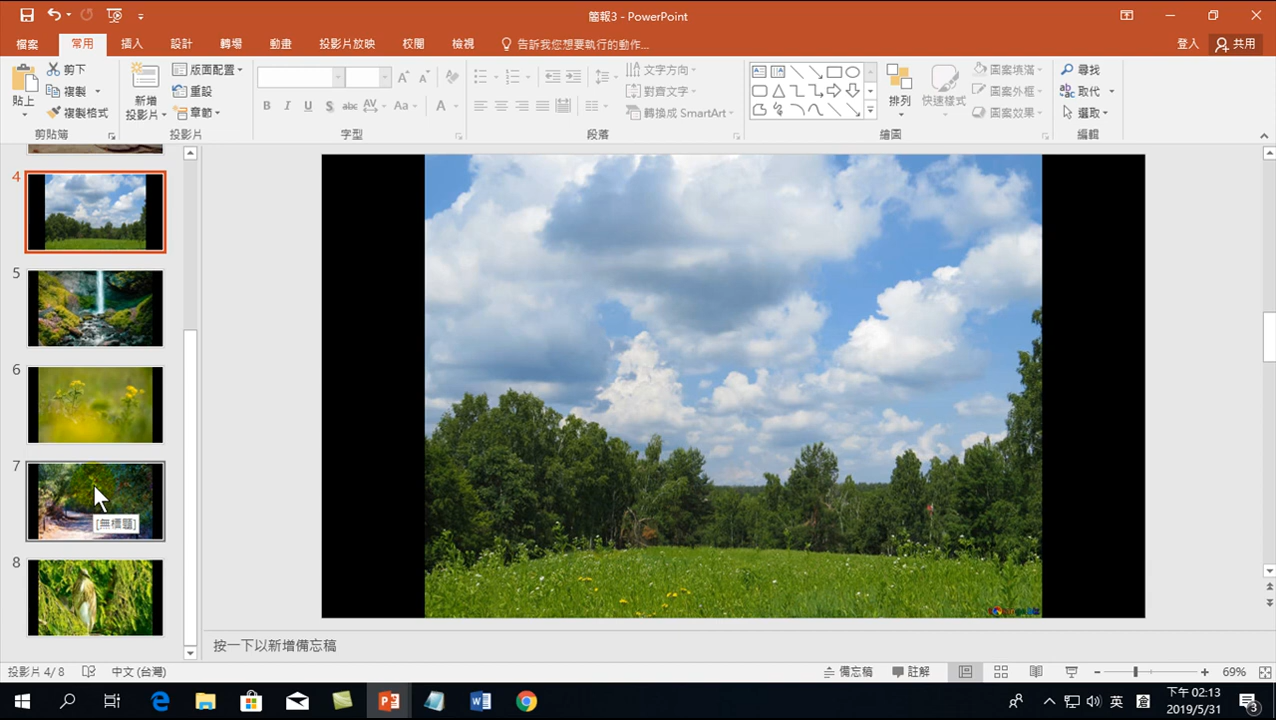 簡報3 - PowerPoint
檔案 常用 插入 設計 轉場 動畫 投影片放映 校閱 檢視 告訴我您想要執行的動作... 登入 共用
貼上 剪下 複製 複製格式 剪貼簿
新增投影片 版面配置 重設 章節 投影片
B I U S abc AV Aa A 字型
文字方向 對齊文字 轉換成 SmartArt 段落
排列 快速樣式 圖案填滿 圖案外框 圖案效果 繪圖
尋找 取代 選取 編輯
4
5
6
7
[無標題]
8
按一下以新增備忘稿
投影片 4/8 中文 (台灣) 備忘稿 註解 69%
英 下午 02:13
2019/5/31 3